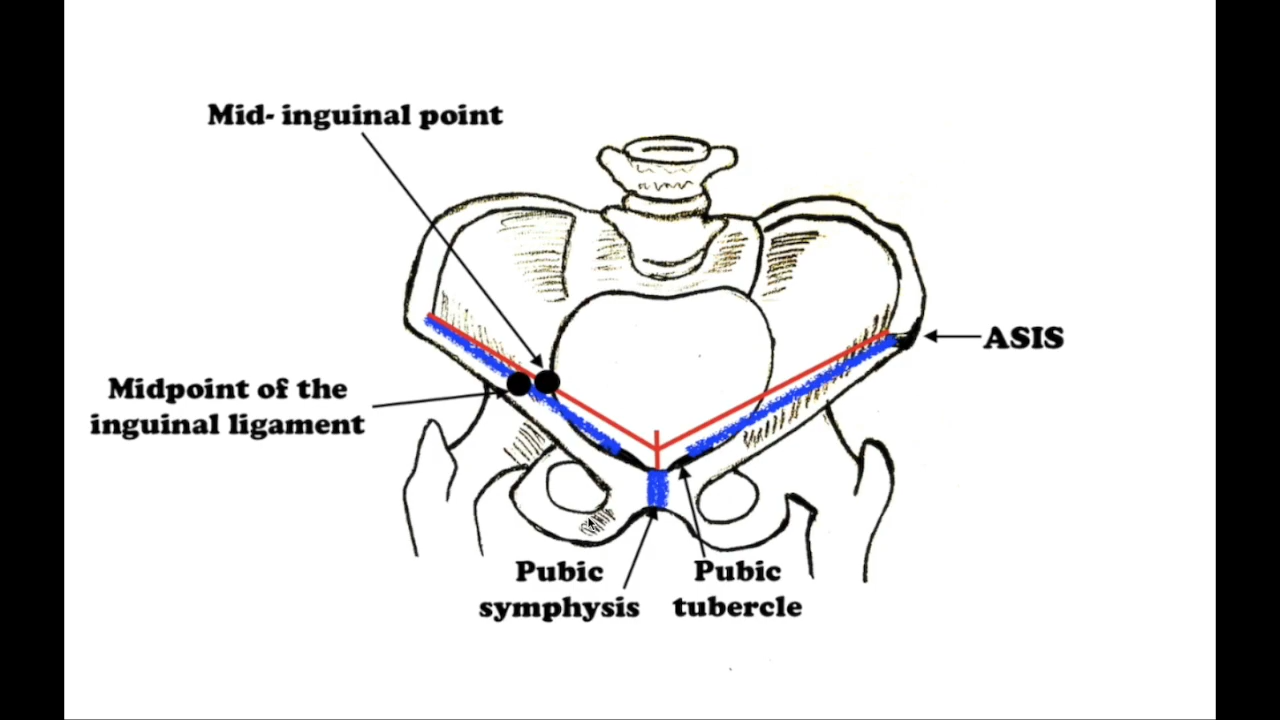 Mid- inguinal point
ASIS
Midpoint of the
inguinal ligament
Pubic
symphysis
Pubic
tubercle